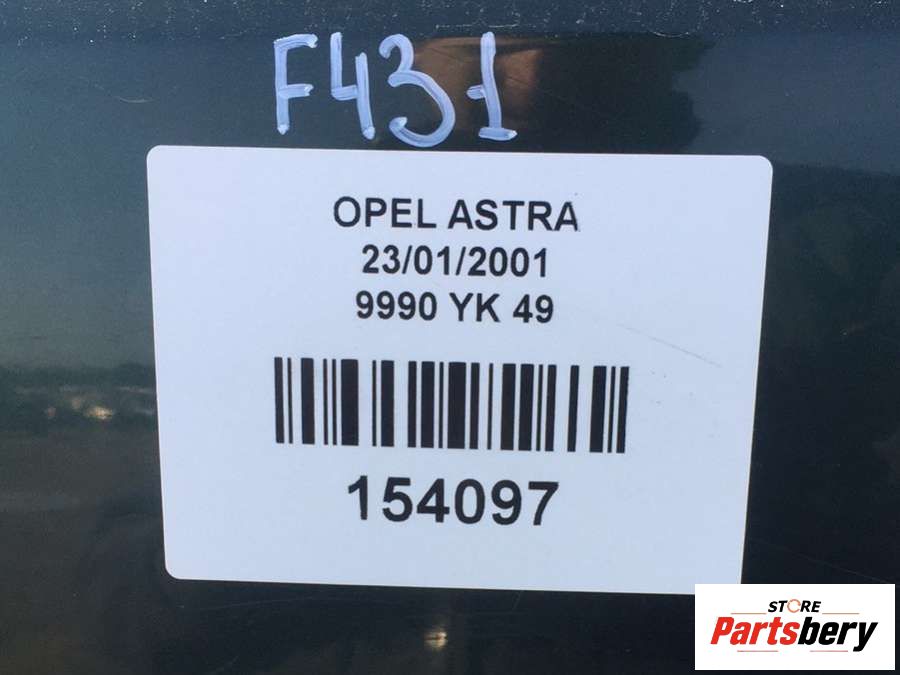 F431
OPEL ASTRA
23/01/2001
9990 YK 49
154097
STORE
Partsbery